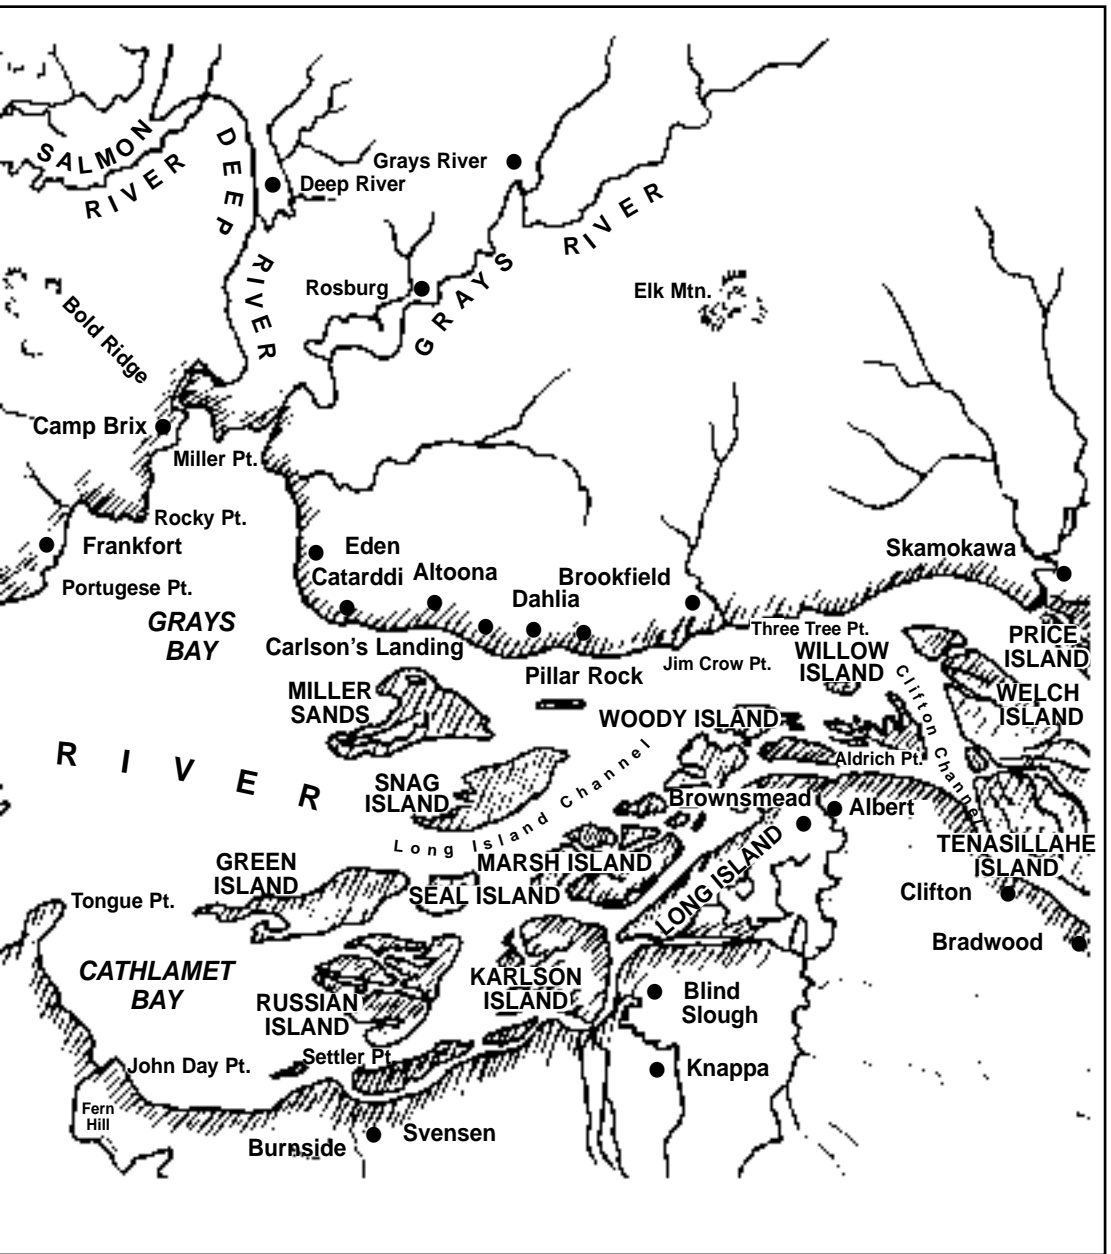 SALMON
RIVER
DEEP
RIVER
Deep River
Grays River
GRAYS
RIVER
Rosburg
Elk Mtn.
Bold Ridge
Camp Brix
Miller Pt.
Rocky Pt.
Frankfort
Portugese Pt.
GRAYS
BAY
Eden
Catarddi
Altoona
Dahlia
Brookfield
Skamokawa
Carlson's Landing
Pillar Rock
Jim Crow Pt.
Three Tree Pt.
WILLOW
ISLAND
PRICE
ISLAND
WELCH
ISLAND
Clifton Channel
MILLER
SANDS
WOODY ISLAND
Aldrich Pt.
RIVER
SNAG
ISLAND
Long Island Channel
Brownsmead
Albert
TENASILLAHE
ISLAND
GREEN
ISLAND
MARSH ISLAND
SEAL ISLAND
LONG ISLAND
Clifton
Bradwood
Tongue Pt.
CATHLAMET
BAY
RUSSIAN
ISLAND
KARLSON
ISLAND
Blind
Slough
Knappa
John Day Pt.
Settler Pt.
Fern
Hill
Burnside
Svensen